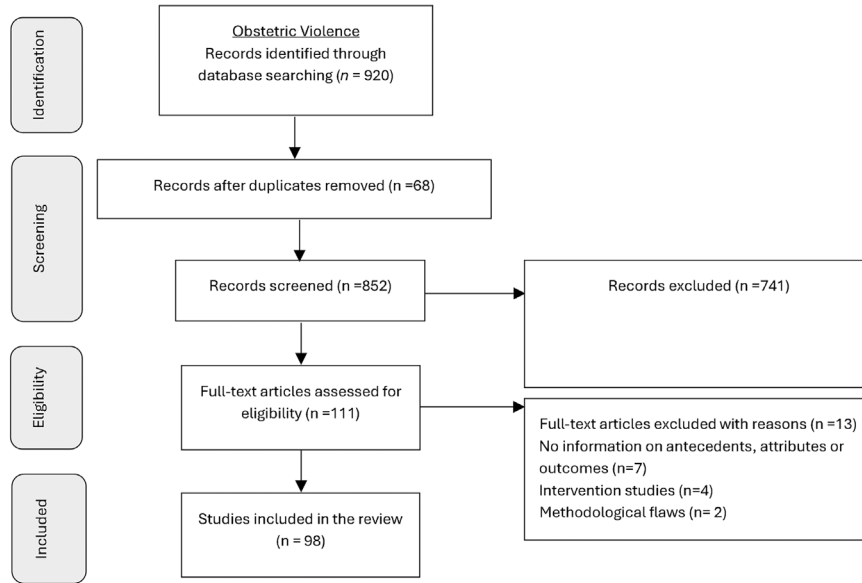 Identification
Obstetric Violence
Records identified through
database searching (n = 920)
Screening
Records after duplicates removed (n =68)
Records screened (n =852)
Records excluded (n =741)
Eligibility
Full-text articles assessed for
eligibility (n =111)
Full-text articles excluded with reasons (n =13)
No information on antecedents, attributes or
outcomes (n=7)
Intervention studies (n=4)
Methodological flaws (n= 2)
Included
Studies included in the review
(n = 98)